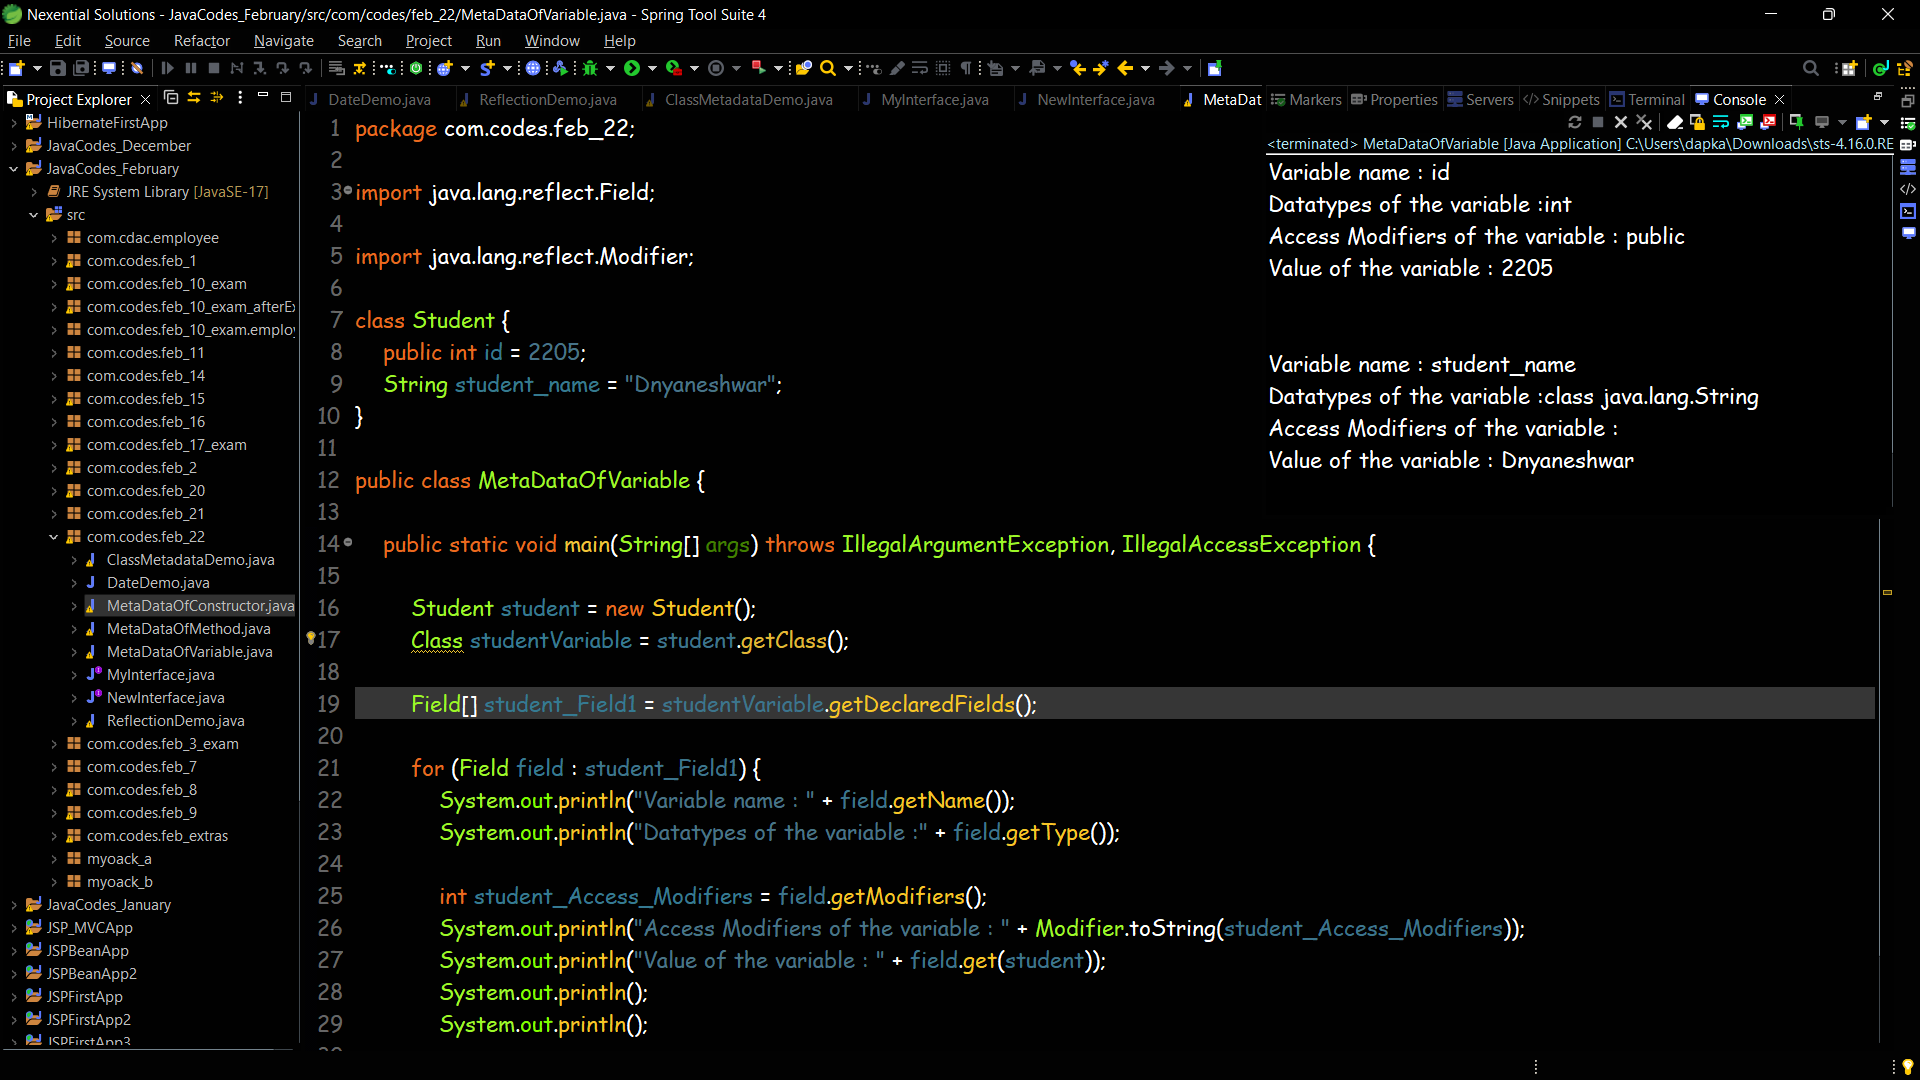 Nexential Solutions - JavaCodes_February/src/com/codes/feb_22/MetaDataOfVariable.java - Spring Tool Suite 4
File Edit Source Refactor Navigate Search Project Run Window Help
Project Explorer
HibernateFirstApp
JavaCodes_December
JavaCodes_February
JRE System Library [JavaSE-17]
src
com.cdac.employee
com.codes.feb_1
com.codes.feb_10_exam
com.codes.feb_10_exam_afterEx
com.codes.feb_10_exam.employ
com.codes.feb_11
com.codes.feb_14
com.codes.feb_15
com.codes.feb_16
com.codes.feb_17_exam
com.codes.feb_2
com.codes.feb_20
com.codes.feb_21
com.codes.feb_22
ClassMetadataDemo.java
DateDemo.java
MetaDataOfConstructor.java
MetaDataOfMethod.java
MetaDataOfVariable.java
MyInterface.java
NewInterface.java
ReflectionDemo.java
com.codes.feb_3_exam
com.codes.feb_7
com.codes.feb_8
com.codes.feb_9
com.codes.feb_extras
myoack_a
myoack_b
JavaCodes_January
JSP_MVCApp
JSPBeanApp
JSPBeanApp2
JSPFirstApp
JSPFirstApp2
JSPFirstApp3
DateDemo.java ReflectionDemo.java ClassMetadataDemo.java MyInterface.java NewInterface.java MetaDat
1 package com.codes.feb_22;
2
3 import java.lang.reflect.Field;
4
5 import java.lang.reflect.Modifier;
6
7 class Student {
8 public int id = 2205;
9 String student_name = "Dnyaneshwar";
10 }
11
12 public class MetaDataOfVariable {
13
14 public static void main(String[] args) throws IllegalArgumentException, IllegalAccessException {
15
16 Student student = new Student();
17 Class studentVariable = student.getClass();
18
19 Field[] student_Field1 = studentVariable.getDeclaredFields();
20
21 for (Field field : student_Field1) {
22 System.out.println("Variable name : " + field.getName());
23 System.out.println("Datatypes of the variable :" + field.getType());
24
25 int student_Access_Modifiers = field.getModifiers();
26 System.out.println("Access Modifiers of the variable : " + Modifier.toString(student_Access_Modifiers));
27 System.out.println("Value of the variable : " + field.get(student));
28 System.out.println();
29 System.out.println();
Markers Properties Servers Snippets Terminal Console
<terminated> MetaDataOfVariable [Java Application] C:\Users\dapka\Downloads\sts-4.16.0.RE
Variable name : id
Datatypes of the variable :int
Access Modifiers of the variable : public
Value of the variable : 2205
Variable name : student_name
Datatypes of the variable :class java.lang.String
Access Modifiers of the variable :
Value of the variable : Dnyaneshwar